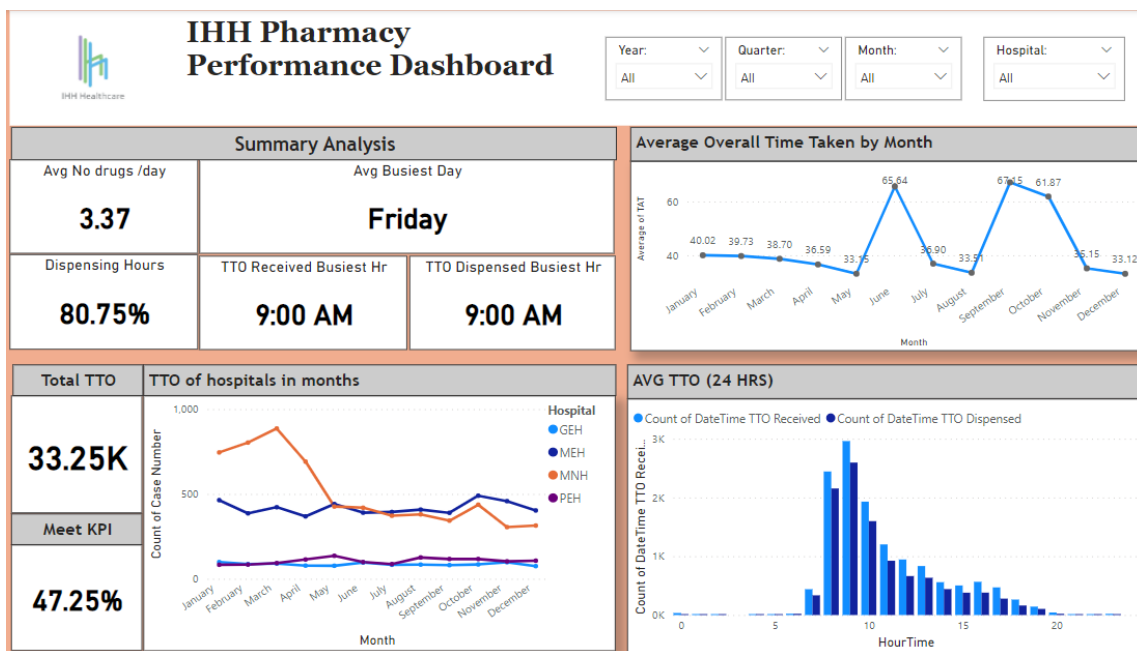 IHH Pharmacy
Performance Dashboard
IHH Healthcare
Year:
All
Quarter:
All
Month:
All
Hospital:
All
Summary Analysis
Avg No drugs /day
3.37
Avg Busiest Day
Friday
Dispensing Hours
80.75%
TTO Received Busiest Hr
9:00 AM
TTO Dispensed Busiest Hr
9:00 AM
Average Overall Time Taken by Month
Average of TAT
60
40
40.02
39.73
38.70
36.59
33.15
65.64
36.90
33.51
67.15
61.87
35.15
33.12
January
February
March
April
May
June
July
August
September
October
November
December
Month
Total TTO
33.25K
Meet KPI
47.25%
TTO of hospitals in months
Count of Case Number
1,000
500
0
January
February
March
April
May
June
July
August
September
October
November
December
Month
Hospital
GEH
MEH
MNH
PEH
AVG TTO (24 HRS)
Count of DateTime TTO Received
Count of DateTime TTO Dispensed
Count of DateTime TTO Recei...
3K
2K
1K
0K
0
5
10
15
20
HourTime